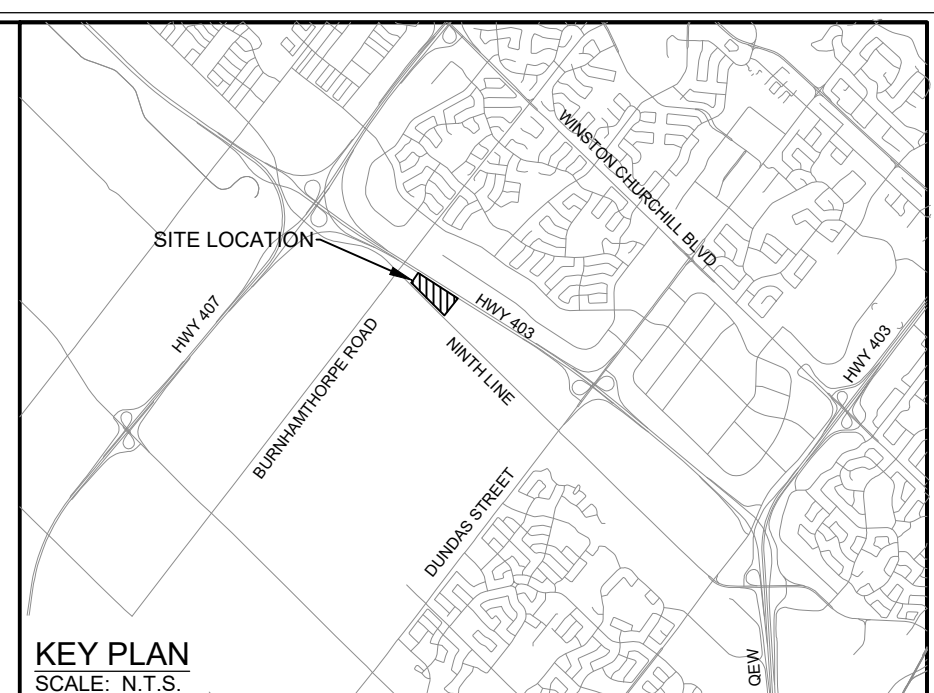 WINSTON CHURCHILL BLVD
SITE LOCATION
HWY 407
HWY 403
BURNHAMTHORPE ROAD
NINTH LINE
HWY 403
DUNDAS STREET
QEW
KEY PLAN
SCALE: N.T.S.